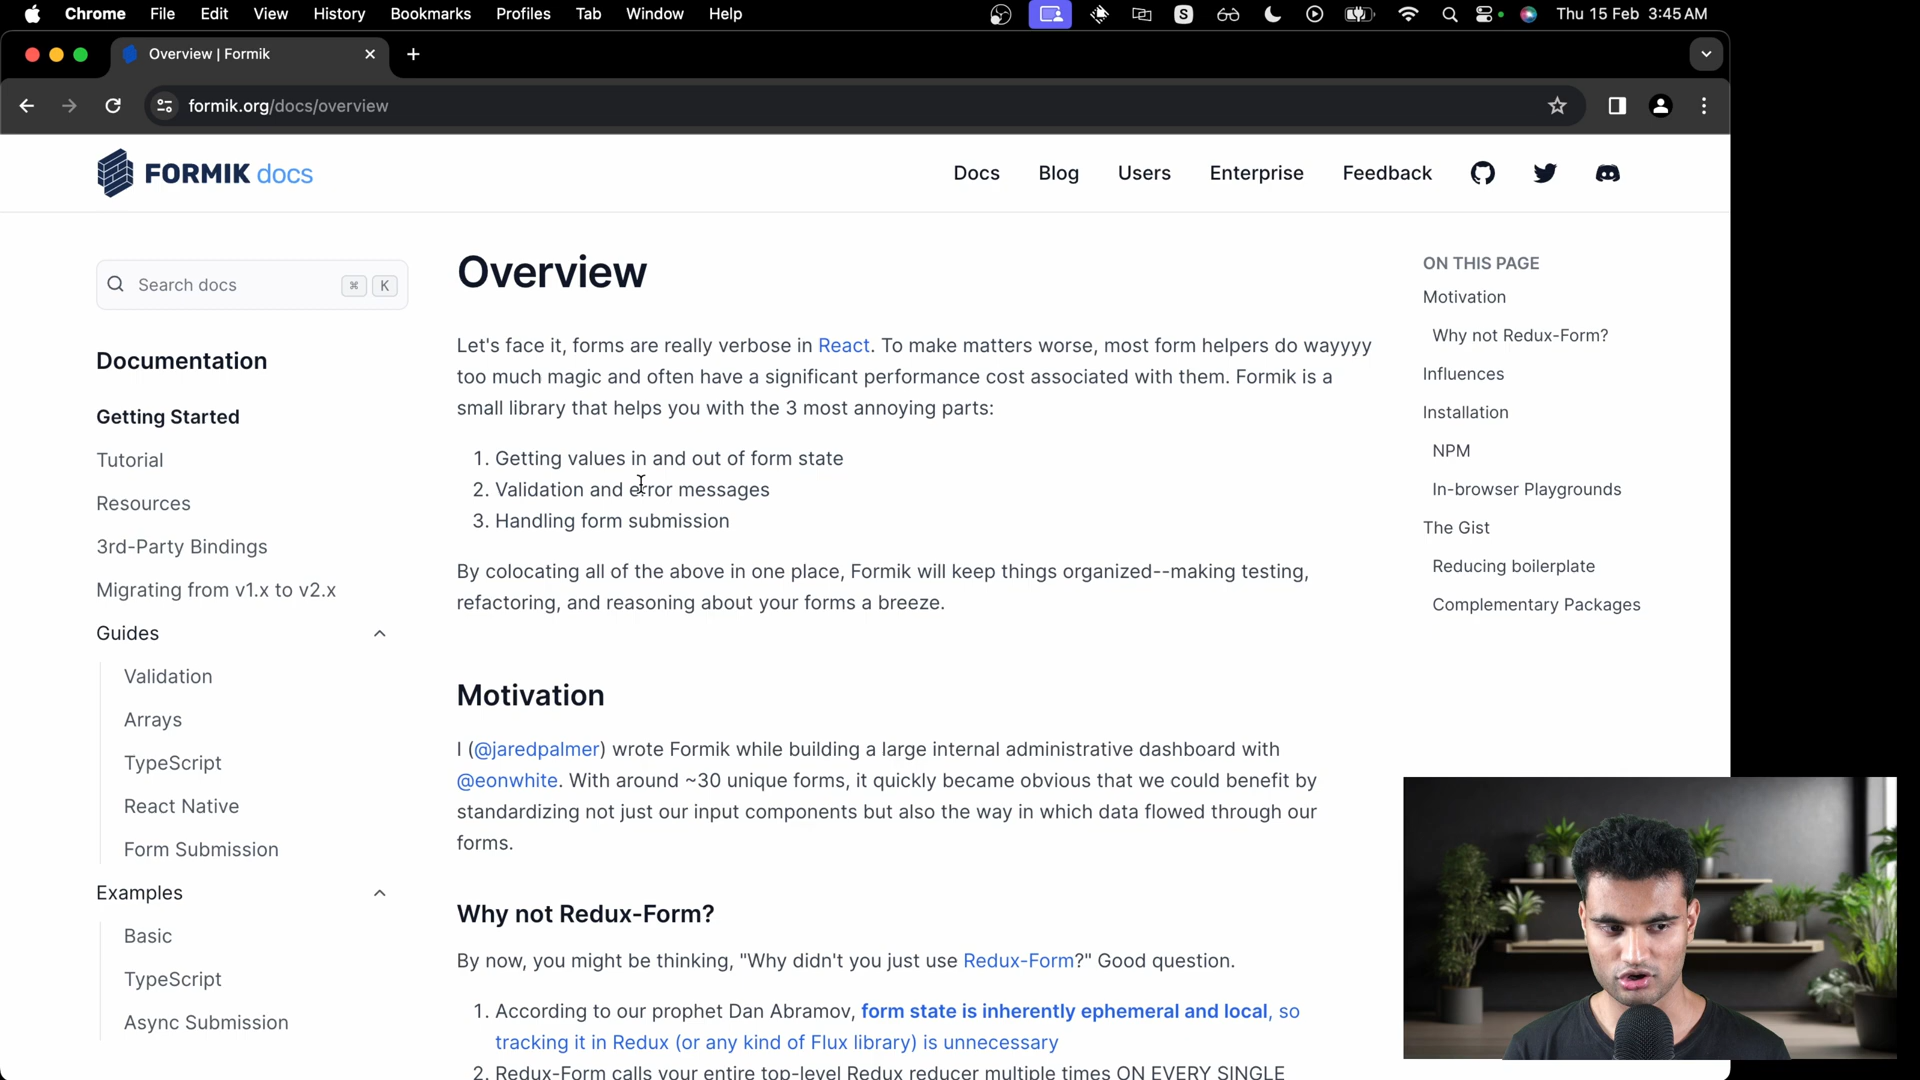 Chrome File Edit View History Bookmarks Profiles Tab Window Help S Thu 15 Feb 3:45 AM
Overview | Formik
formik.org/docs/overview
FORMIK docs
Docs Blog Users Enterprise Feedback
Search docs ⌘ K
Documentation
Getting Started
Tutorial
Resources
3rd-Party Bindings
Migrating from v1.x to v2.x
Guides
Validation
Arrays
TypeScript
React Native
Form Submission
Examples
Basic
TypeScript
Async Submission
Overview
Let's face it, forms are really verbose in React. To make matters worse, most form helpers do wayyyy
too much magic and often have a significant performance cost associated with them. Formik is a
small library that helps you with the 3 most annoying parts:
1. Getting values in and out of form state
2. Validation and error messages
3. Handling form submission
By colocating all of the above in one place, Formik will keep things organized--making testing,
refactoring, and reasoning about your forms a breeze.
Motivation
I (@jaredpalmer) wrote Formik while building a large internal administrative dashboard with
@eonwhite. With around ~30 unique forms, it quickly became obvious that we could benefit by
standardizing not just our input components but also the way in which data flowed through our
forms.
Why not Redux-Form?
By now, you might be thinking, "Why didn't you just use Redux-Form?" Good question.
1. According to our prophet Dan Abramov, form state is inherently ephemeral and local, so
tracking it in Redux (or any kind of Flux library) is unnecessary
2. Redux-Form calls your entire top-level Redux reducer multiple times ON EVERY SINGLE
ON THIS PAGE
Motivation
Why not Redux-Form?
Influences
Installation
NPM
In-browser Playgrounds
The Gist
Reducing boilerplate
Complementary Packages